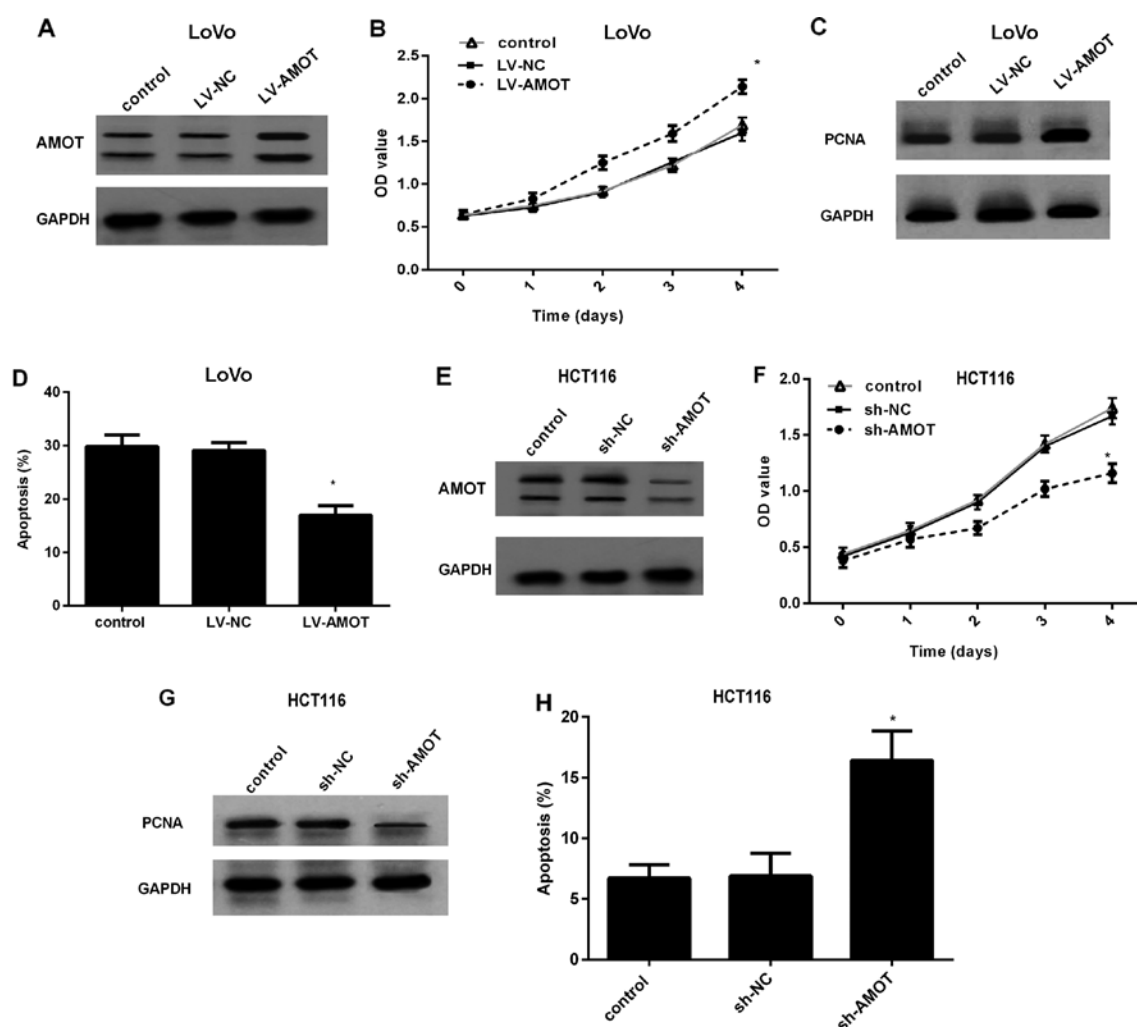 A
LoVo
control
LV-NC
LV-AMOT
AMOT
GAPDH
B
LoVo
control
LV-NC
LV-AMOT
2.5
2.0
1.5
1.0
0.5
0.0
OD value
*
0
1
2
3
4
Time (days)
C
LoVo
control
LV-NC
LV-AMOT
PCNA
GAPDH
D
LoVo
40
30
20
10
0
Apoptosis (%)
*
control
LV-NC
LV-AMOT
E
HCT116
control
sh-NC
sh-AMOT
AMOT
GAPDH
F
HCT116
control
sh-NC
sh-AMOT
2.0
1.5
1.0
0.5
0.0
OD value
*
0
1
2
3
4
Time (days)
G
HCT116
control
sh-NC
sh-AMOT
PCNA
GAPDH
H
HCT116
20
15
10
5
0
Apoptosis (%)
*
control
sh-NC
sh-AMOT